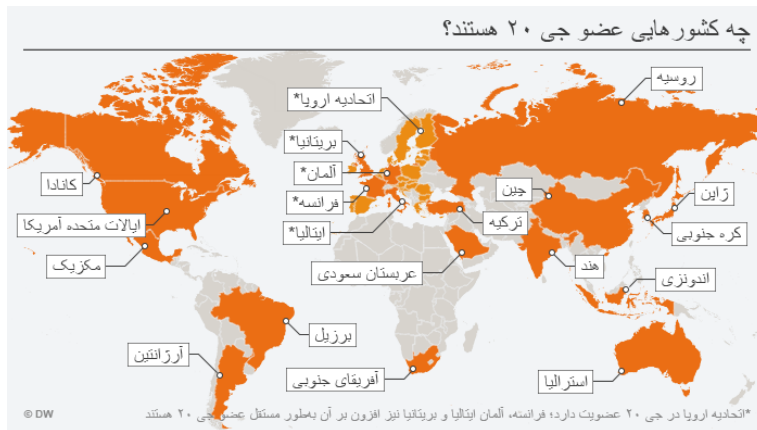 چه کشورهایی عضو جی ۲۰ هستند؟
روسیه
اتحادیه اروپا*
بریتانیا*
آلمان*
کانادا
فرانسه*
چین
ژاپن
ایالات متحده آمریکا
ایتالیا*
ترکیه
کره جنوبی
مکزیک
عربستان سعودی
هند
اندونزی
برزیل
آرژانتین
آفریقای جنوبی
استرالیا
*اتحادیه اروپا در جی ۲۰ عضویت دارد؛ فرانسه، آلمان ایتالیا و بریتانیا نیز افزون بر آن به‌طور مستقل عضو جی ۲۰ هستند
© DW